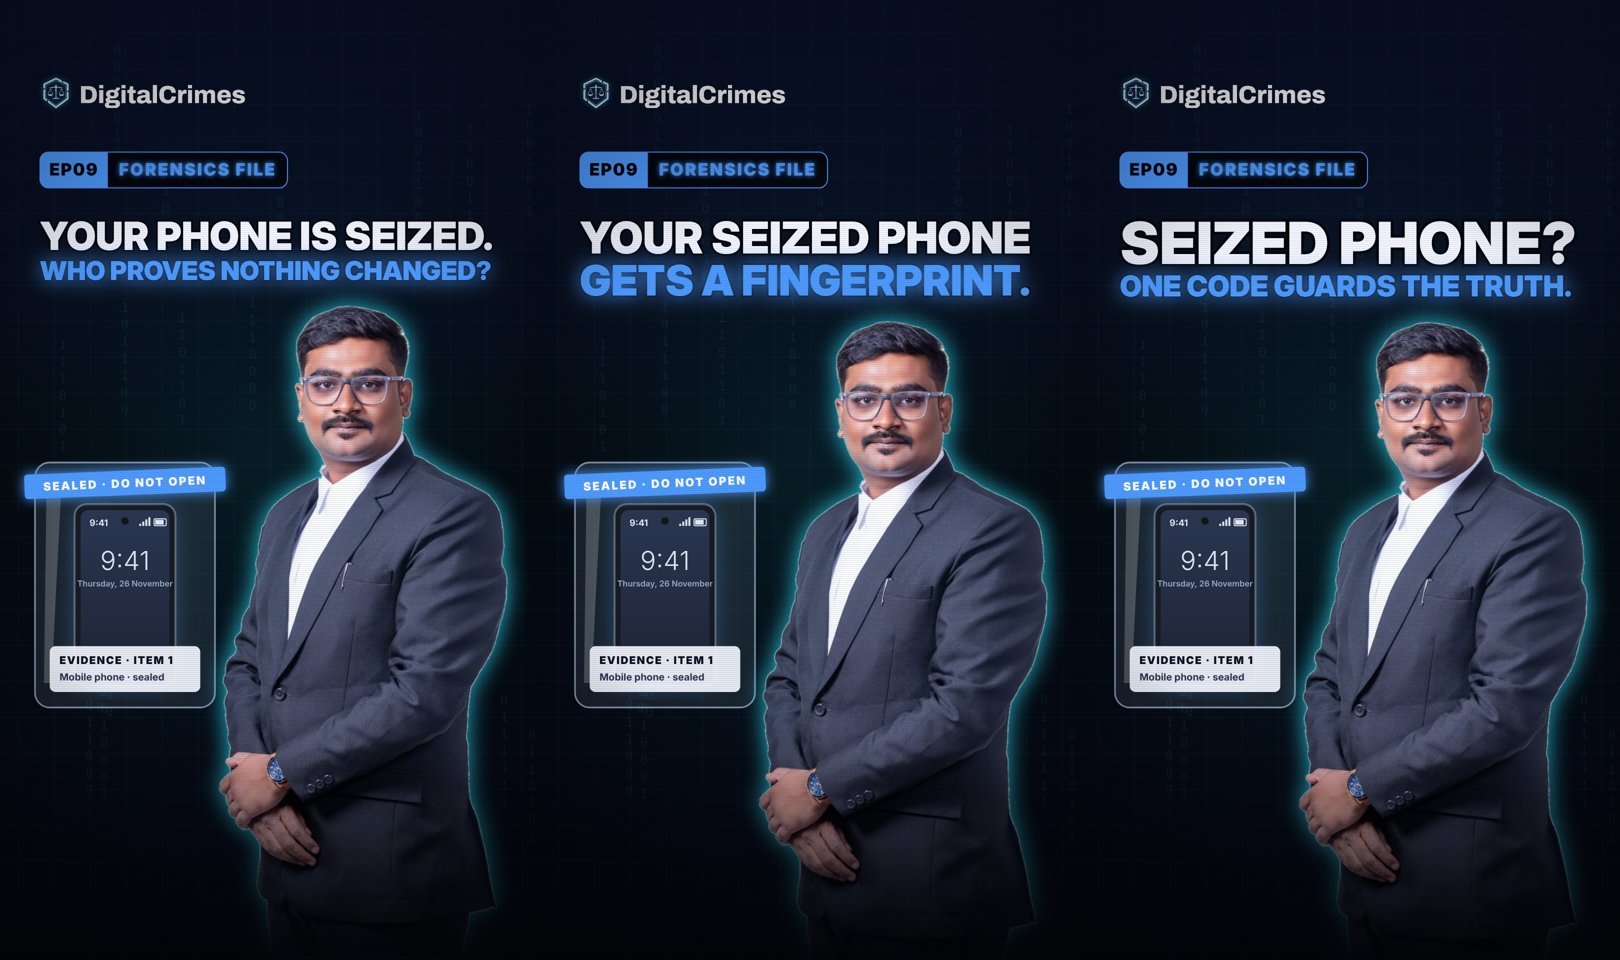 DigitalCrimes
EP09 FORENSICS FILE
YOUR PHONE IS SEIZED.
WHO PROVES NOTHING CHANGED?
SEALED · DO NOT OPEN
9:41
9:41
Thursday, 26 November
EVIDENCE · ITEM 1
Mobile phone · sealed
DigitalCrimes
EP09 FORENSICS FILE
YOUR SEIZED PHONE
GETS A FINGERPRINT.
SEALED · DO NOT OPEN
9:41
9:41
Thursday, 26 November
EVIDENCE · ITEM 1
Mobile phone · sealed
DigitalCrimes
EP09 FORENSICS FILE
SEIZED PHONE?
ONE CODE GUARDS THE TRUTH.
SEALED · DO NOT OPEN
9:41
9:41
Thursday, 26 November
EVIDENCE · ITEM 1
Mobile phone · sealed